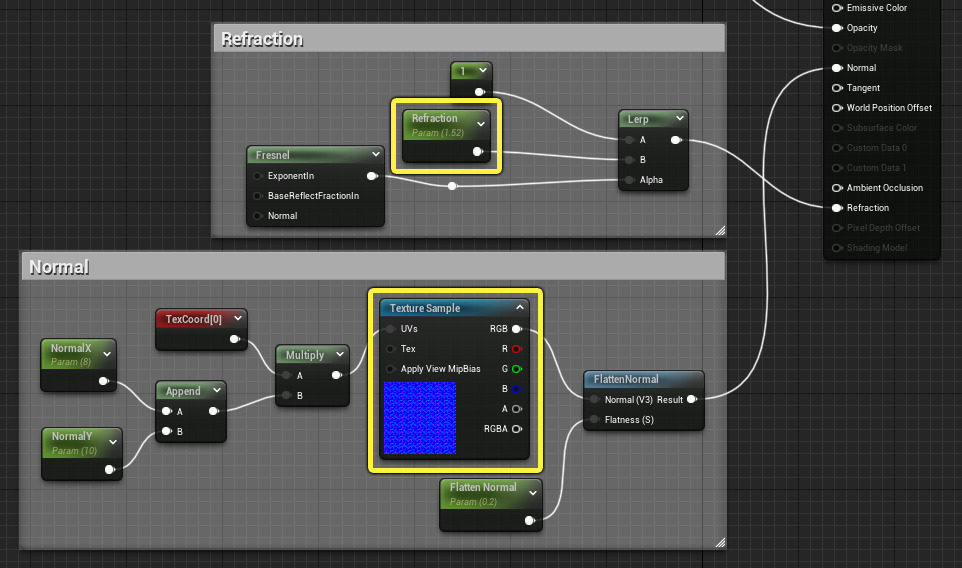 Emissive Color
Opacity
Opacity Mask
Normal
Tangent
World Position Offset
Subsurface Color
Custom Data 0
Custom Data 1
Ambient Occlusion
Refraction
Pixel Depth Offset
Shading Model
Refraction
1
Refraction
Param (1.52)
Fresnel
ExponentIn
BaseReflectFractionIn
Normal
Lerp
A
B
Alpha
Normal
NormalX
Param (8)
NormalY
Param (10)
TexCoord[0]
Append
A
B
Multiply
A
B
Texture Sample
UVs RGB
Tex R
Apply View MipBias G
B
A
RGBA
Flatten Normal
Param (0.2)
FlattenNormal
Normal (V3) Result
Flatness (S)